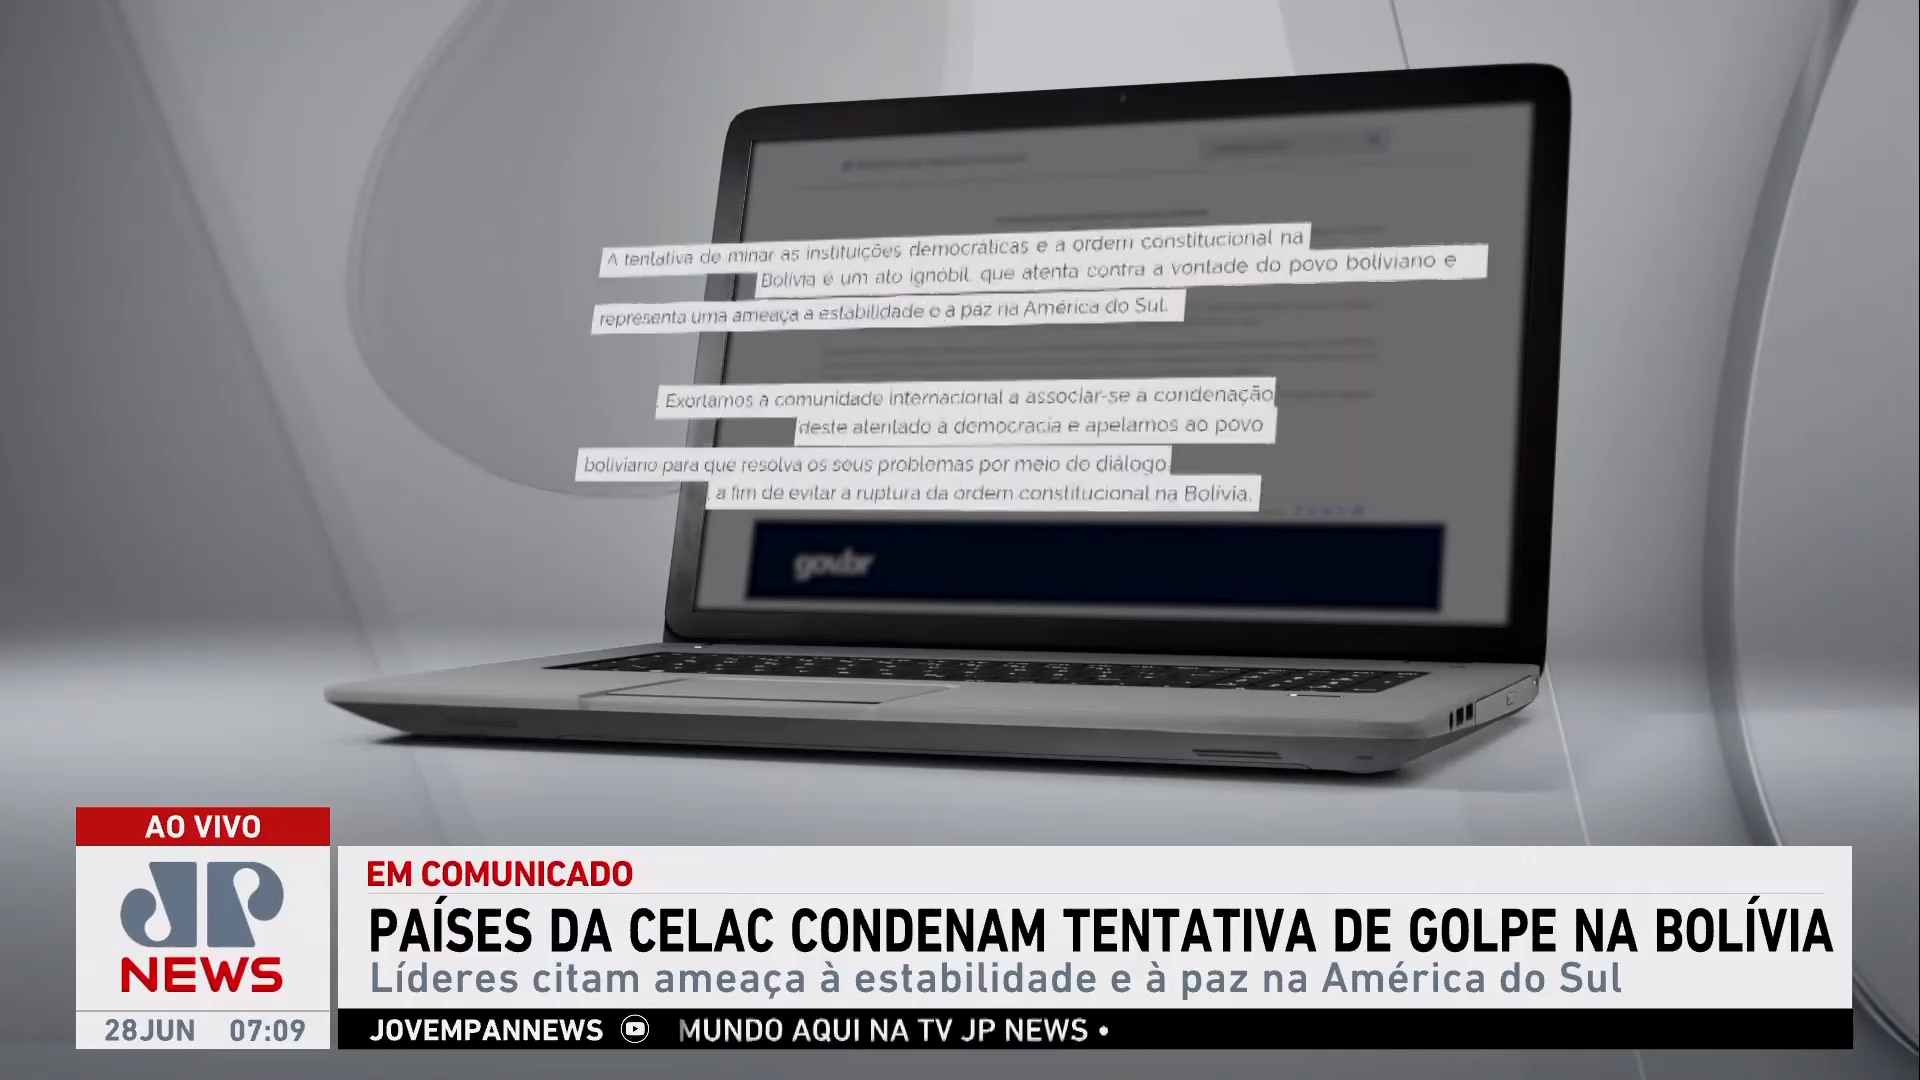 A tentativa de minar as instituições democráticas e a ordem constitucional na
Bolívia é um ato ignóbil, que atenta contra a vontade do povo boliviano e
representa uma ameaça à estabilidade e à paz na América do Sul.
. Exortamos a comunidade internacional a associar-se à condenação
deste atentado à democracia e apelamos ao povo
boliviano para que resolva os seus problemas por meio do diálogo,
, a fim de evitar a ruptura da ordem constitucional na Bolívia.
gov.br
AO VIVO
JP
NEWS
28JUN 07:09
EM COMUNICADO
PAÍSES DA CELAC CONDENAM TENTATIVA DE GOLPE NA BOLÍVIA
Líderes citam ameaça à estabilidade e à paz na América do Sul
JOVEMPANNEWS MUNDO AQUI NA TV JP NEWS •